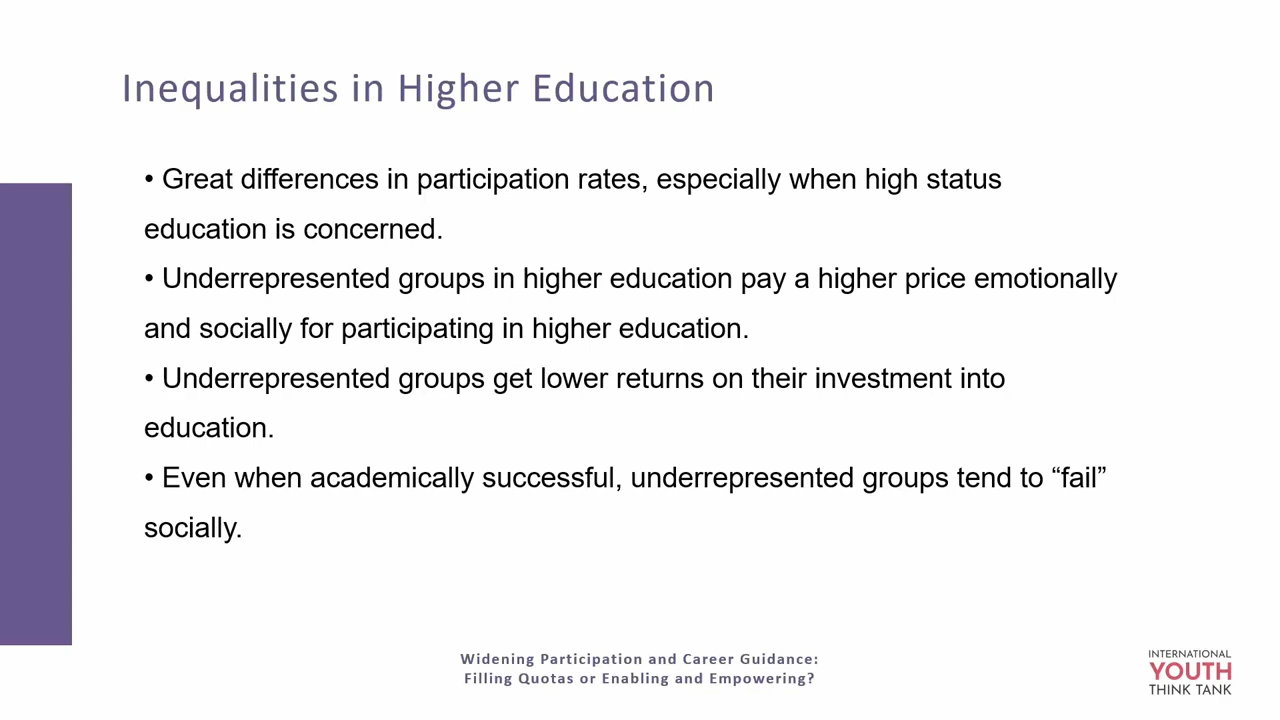 Inequalities in Higher Education
• Great differences in participation rates, especially when high status
education is concerned.
• Underrepresented groups in higher education pay a higher price emotionally
and socially for participating in higher education.
• Underrepresented groups get lower returns on their investment into
education.
• Even when academically successful, underrepresented groups tend to “fail”
socially.
Widening Participation and Career Guidance:
Filling Quotas or Enabling and Empowering?
INTERNATIONAL
YOUTH
THINK TANK